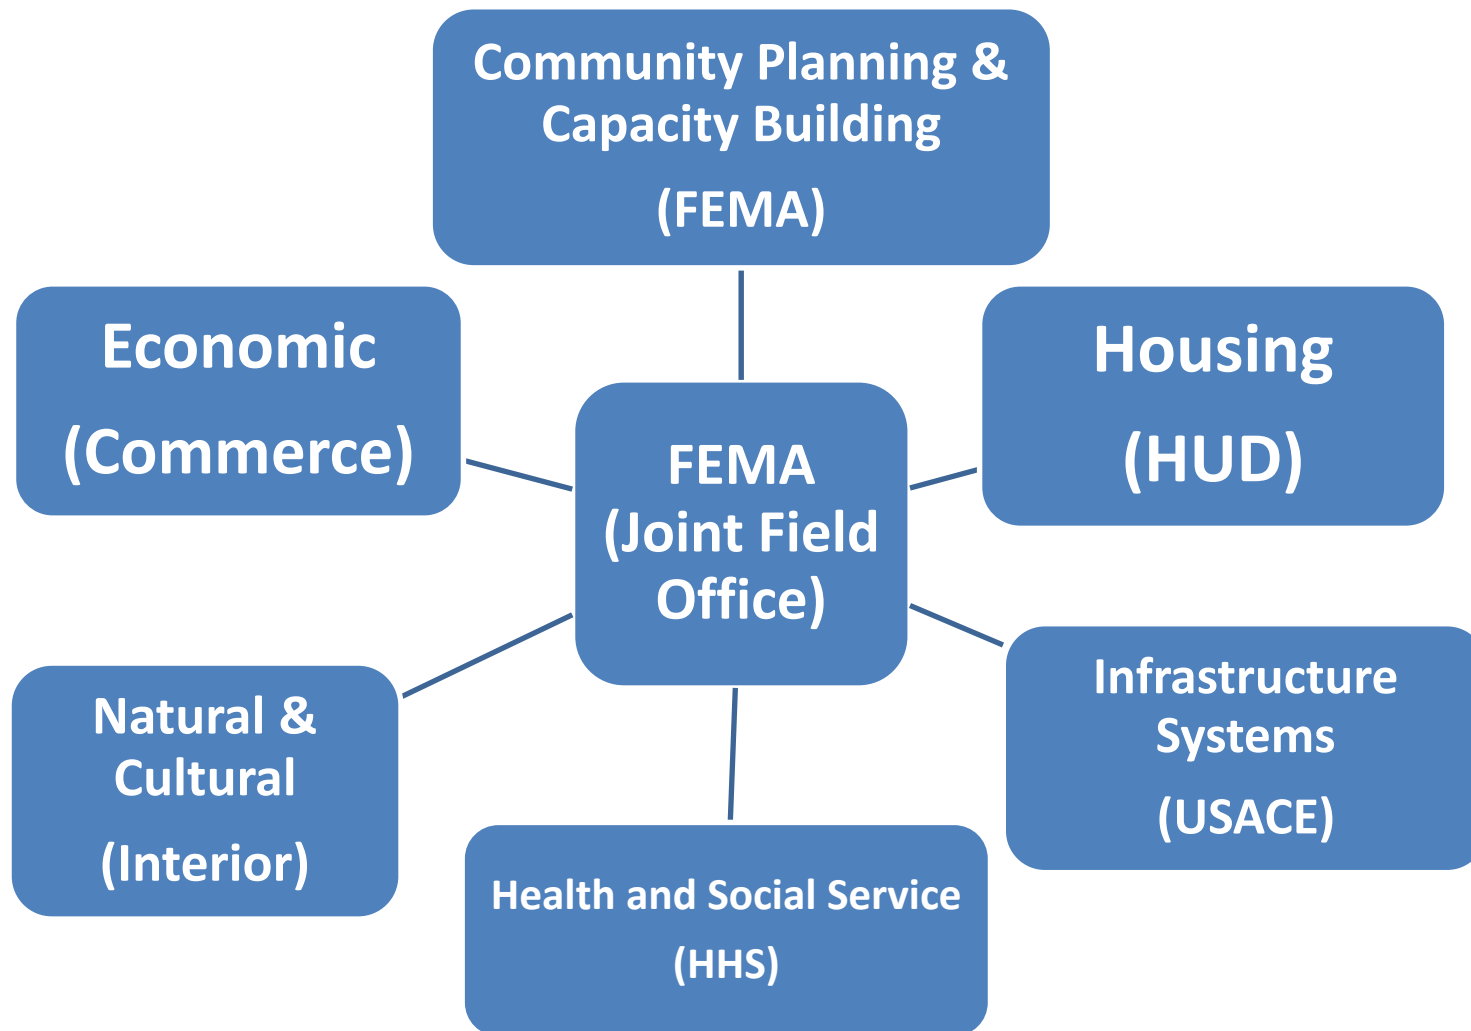 Community Planning &
Capacity Building
(FEMA)
Economic
(Commerce)
Housing
(HUD)
FEMA
(Joint Field
Office)
Natural &
Cultural
(Interior)
Infrastructure
Systems
(USACE)
Health and Social Service
(HHS)